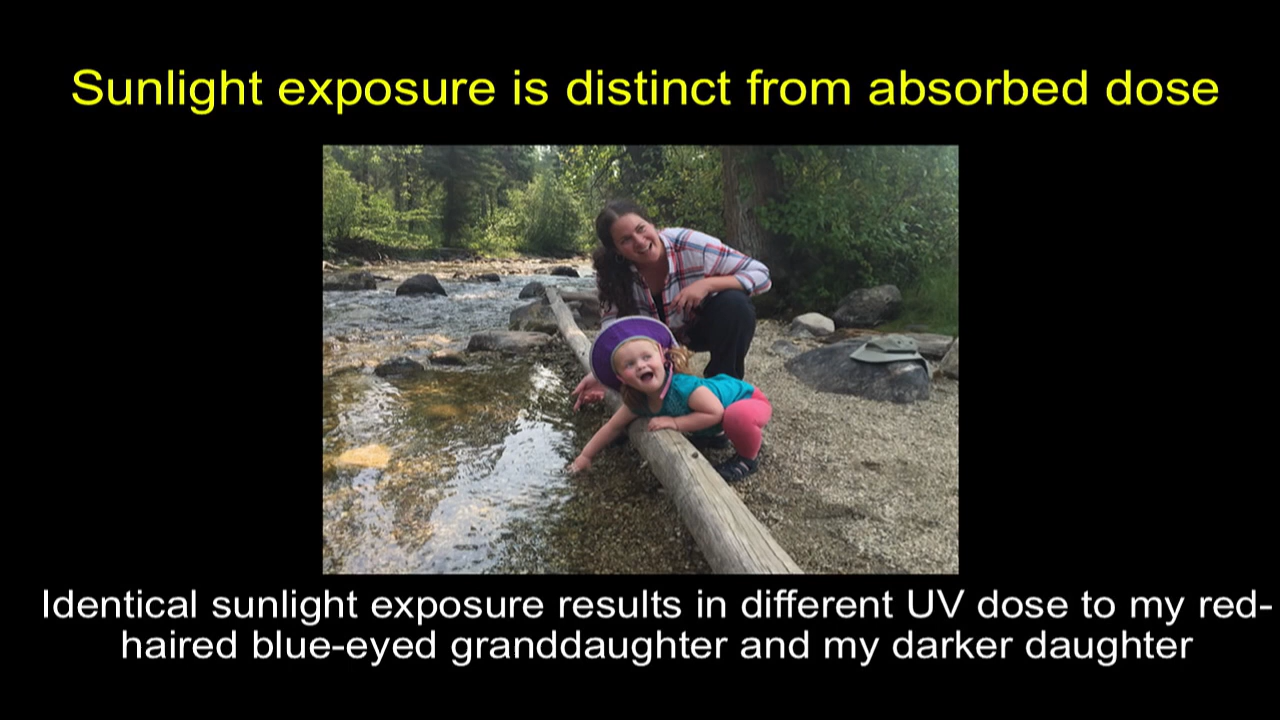 Sunlight exposure is distinct from absorbed dose
Identical sunlight exposure results in different UV dose to my red-
haired blue-eyed granddaughter and my darker daughter